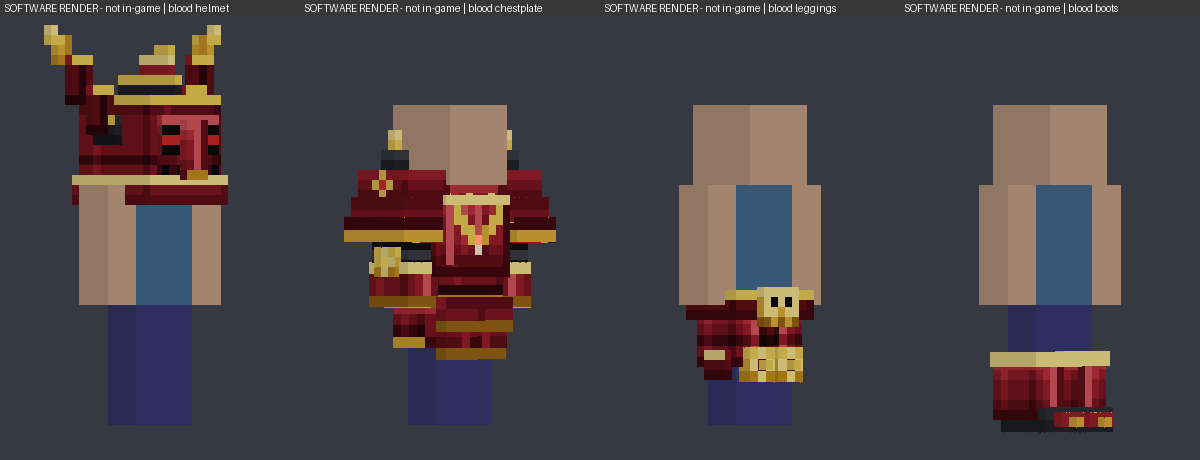 SOFTWARE RENDER - not in-game | blood helmet
SOFTWARE RENDER - not in-game | blood chestplate
SOFTWARE RENDER - not in-game | blood leggings
SOFTWARE RENDER - not in-game | blood boots